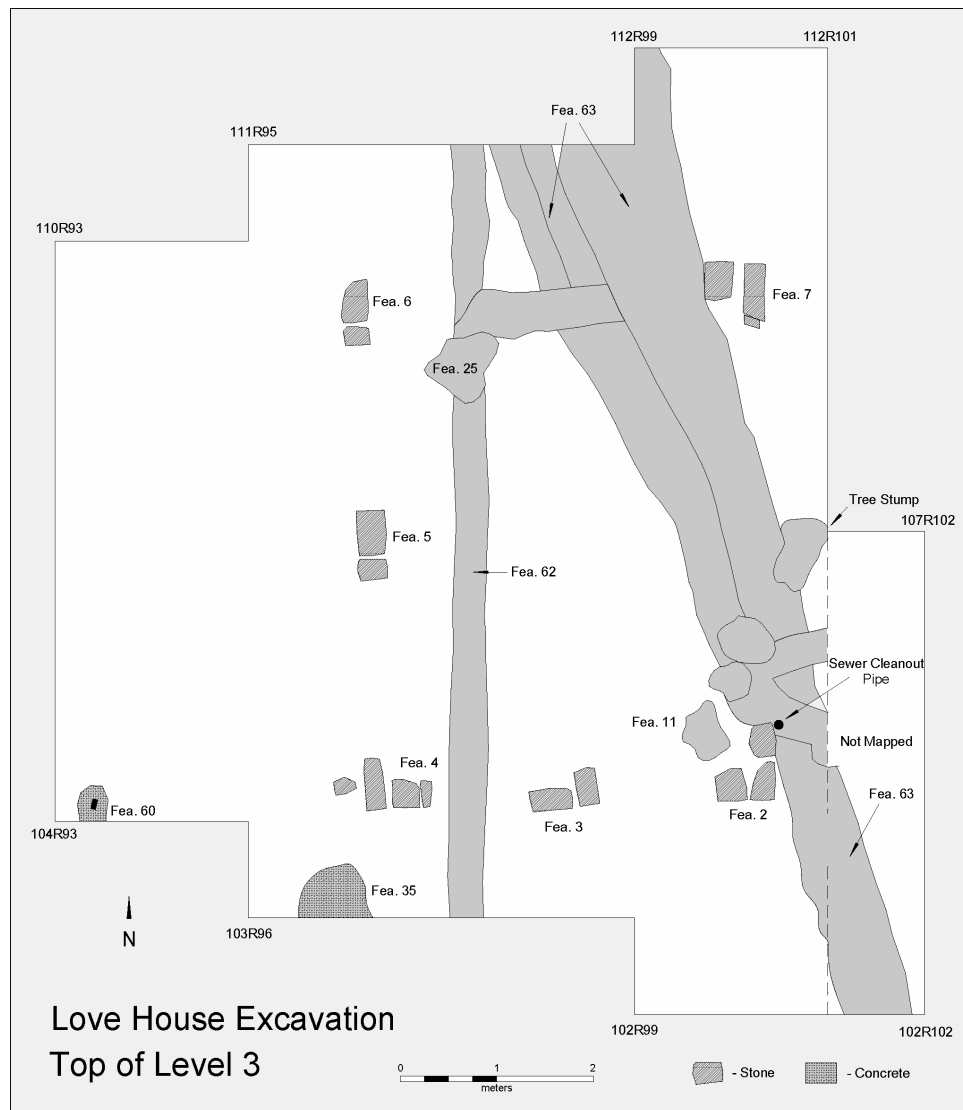 112R99
112R101
Fea. 63
111R95
110R93
Fea. 6
Fea. 7
Fea. 25
Tree Stump
107R102
Fea. 5
Fea. 62
Sewer Cleanout
Pipe
Fea. 11
Not Mapped
Fea. 4
Fea. 63
Fea. 60
Fea. 3
Fea. 2
104R93
Fea. 35
N
103R96
Love House Excavation
Top of Level 3
102R99
102R102
0 1 2
meters
- Stone
- Concrete